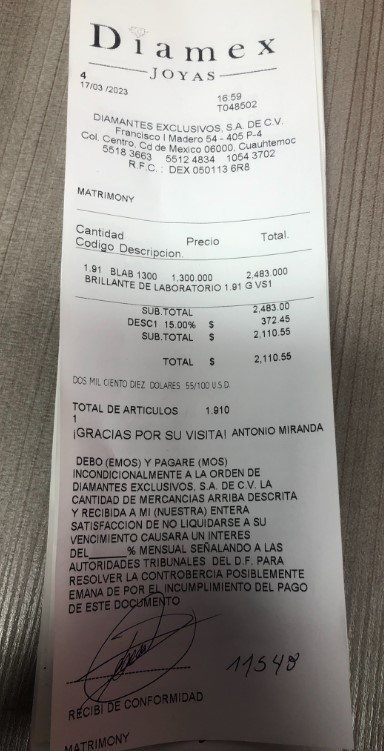 Diamex
JOYAS
4
17/03 /2023
16:59
T048502
DIAMANTES EXCLUSIVOS, S.A. DE C.V.
Francisco I Madero 54 - 405 P-4
Col. Centro, Cd de Mexico 06000, Cuauhtemoc
5518 3663 5512 4834 1054 3702
R.F.C. : DEX 050113 6R8
MATRIMONY
Cantidad
Codigo Descripcion. Precio Total.
1.91 BLAB 1300 1,300.000 2,483.000
BRILLANTE DE LABORATORIO 1.91 G VS1
SUB.TOTAL 2,483.00
DESC1 15.00% $ 372.45
SUB.TOTAL $ 2,110.55
TOTAL $ 2,110.55
DOS MIL CIENTO DIEZ DOLARES 55/100 U.S.D.
TOTAL DE ARTICULOS 1.910
1
¡GRACIAS POR SU VISITA! ANTONIO MIRANDA
DEBO (EMOS) Y PAGARE (MOS)
INCONDICIONALMENTE A LA ORDEN DE
DIAMANTES EXCLUSIVOS, S.A. DE C.V. LA
CANTIDAD DE MERCANCIAS ARRIBA DESCRITA
Y RECIBIDA A MI (NUESTRA) ENTERA
SATISFACCION DE NO LIQUIDARSE A SU
VENCIMIENTO CAUSARA UN INTERES
DEL______% MENSUAL SEÑALANDO A LAS
AUTORIDADES TRIBUNALES DEL D.F. PARA
RESOLVER LA CONTROBERCIA POSIBLEMENTE
EMANA DE POR EL INCUMPLIMIENTO DEL PAGO
DE ESTE DOCUMENTO
11548
RECIBI DE CONFORMIDAD
MATRIMONY